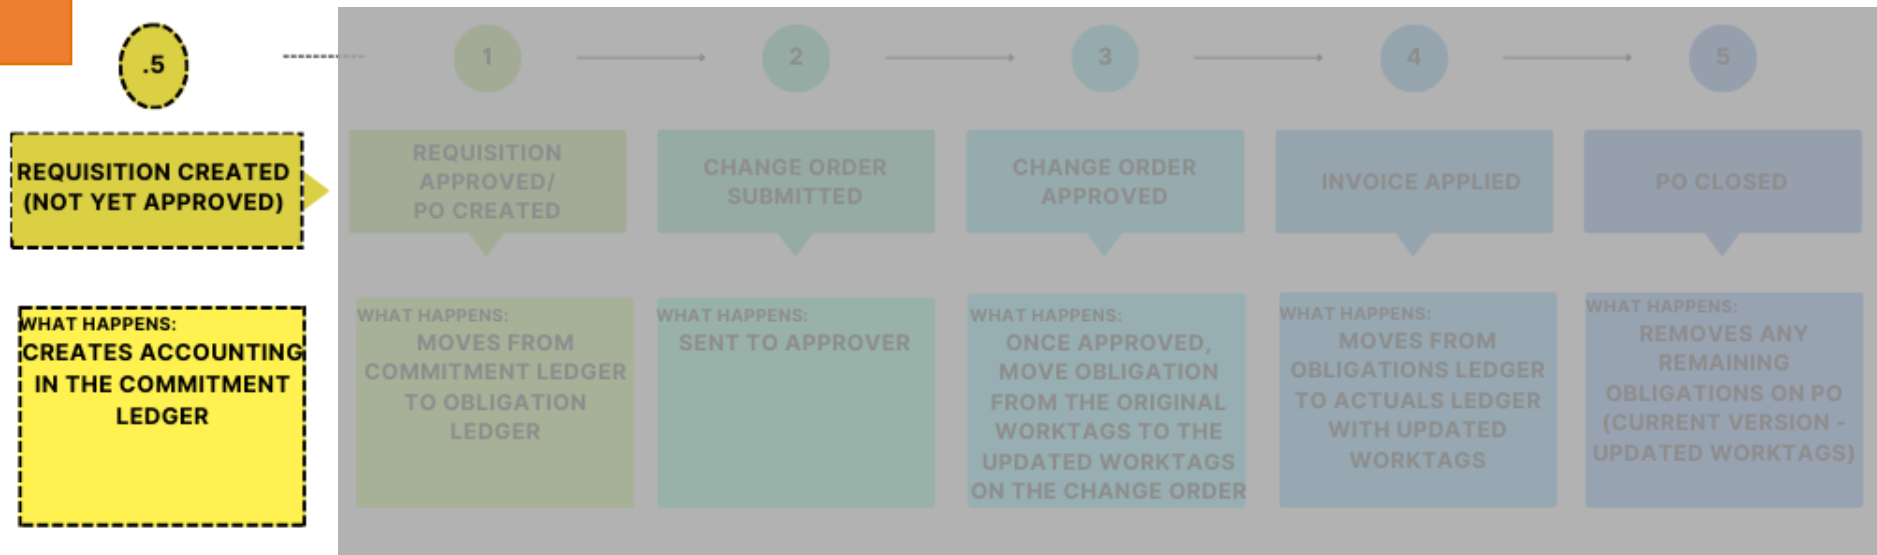 .5
1
2
3
4
5
REQUISITION CREATED
(NOT YET APPROVED)
REQUISITION
APPROVED/
PO CREATED
CHANGE ORDER
SUBMITTED
CHANGE ORDER
APPROVED
INVOICE APPLIED
PO CLOSED
WHAT HAPPENS:
CREATES ACCOUNTING
IN THE COMMITMENT
LEDGER
WHAT HAPPENS:
MOVES FROM
COMMITMENT LEDGER
TO OBLIGATION
LEDGER
WHAT HAPPENS:
SENT TO APPROVER
WHAT HAPPENS:
ONCE APPROVED,
MOVE OBLIGATION
FROM THE ORIGINAL
WORKTAGS TO THE
UPDATED WORKTAGS
ON THE CHANGE ORDER
WHAT HAPPENS:
MOVES FROM
OBLIGATIONS LEDGER
TO ACTUALS LEDGER
WITH UPDATED
WORKTAGS
WHAT HAPPENS:
REMOVES ANY
REMAINING
OBLIGATIONS ON PO
(CURRENT VERSION -
UPDATED WORKTAGS)